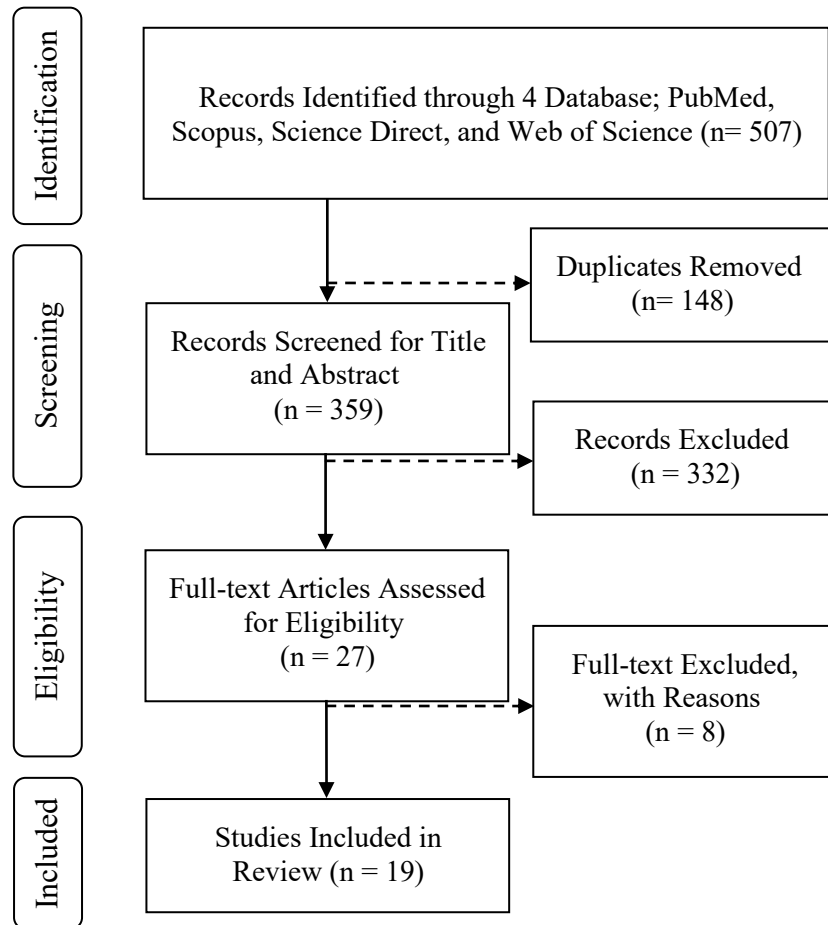 Identification
Records Identified through 4 Database; PubMed,
Scopus, Science Direct, and Web of Science (n= 507)
Screening
Duplicates Removed
(n= 148)
Records Screened for Title
and Abstract
(n = 359)
Records Excluded
(n = 332)
Eligibility
Full-text Articles Assessed
for Eligibility
(n = 27)
Full-text Excluded,
with Reasons
(n = 8)
Included
Studies Included in
Review (n = 19)